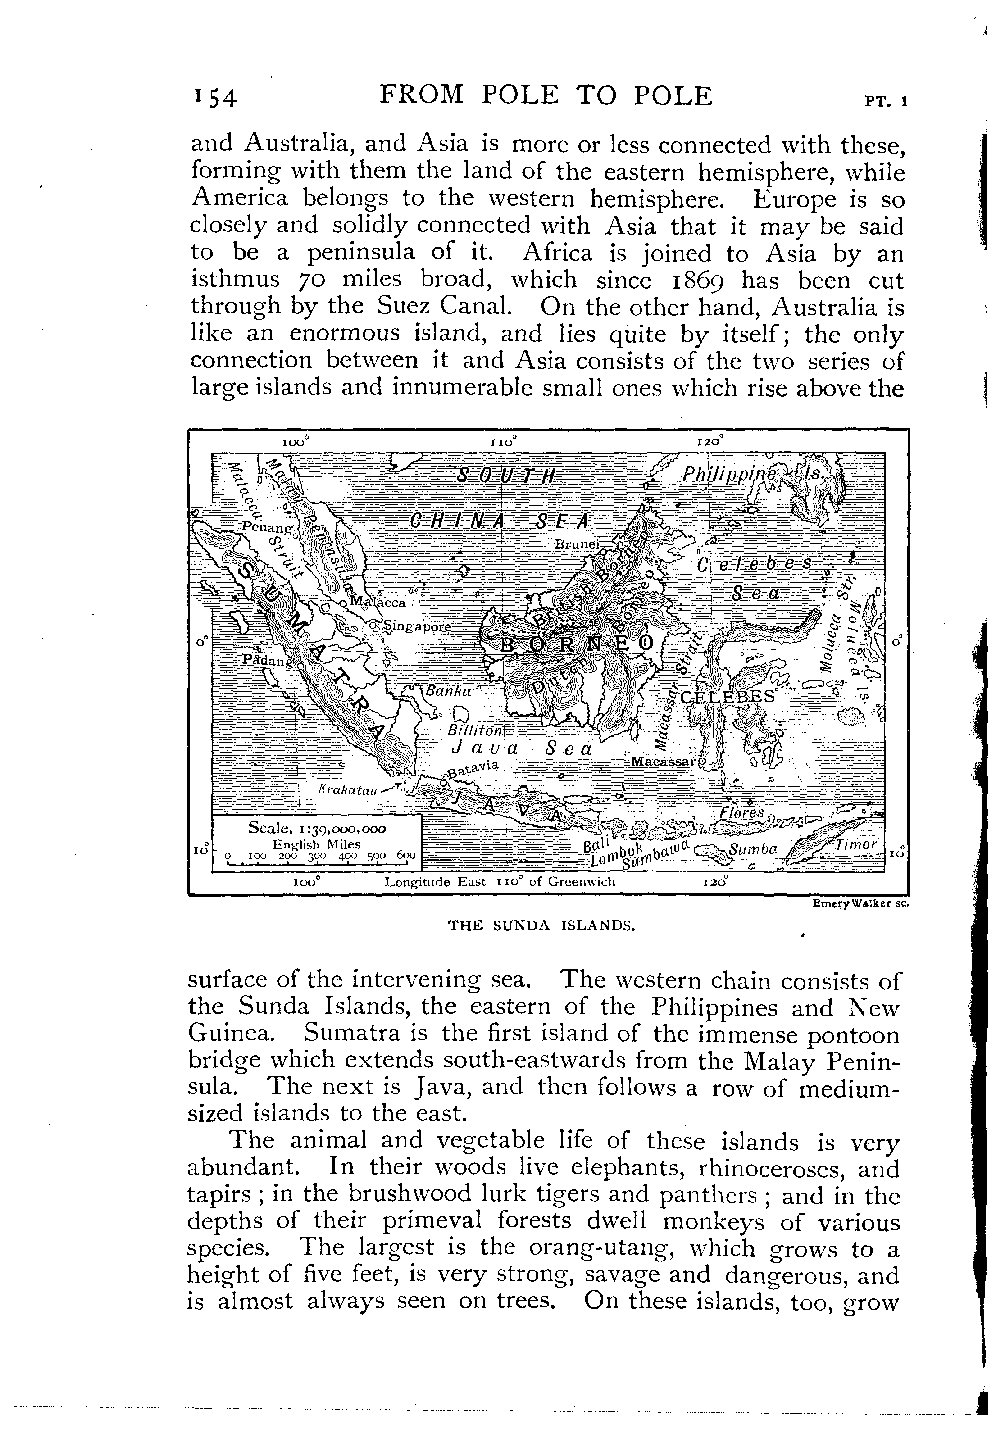 154 FROM POLE TO POLE PT. 1
and Australia, and Asia is more or less connected with these,
forming with them the land of the eastern hemisphere, while
America belongs to the western hemisphere. Europe is so
closely and solidly connected with Asia that it may be said
to be a peninsula of it. Africa is joined to Asia by an
isthmus 70 miles broad, which since 1869 has been cut
through by the Suez Canal. On the other hand, Australia is
like an enormous island, and lies quite by itself; the only
connection between it and Asia consists of the two series of
large islands and innumerable small ones which rise above the
100° 110° 120°
SOUTH
CHINA SEA
Philippine Is.
Malacca Strait
Malay Peninsula
Penang
Brunei
British Borneo
Celebes
Sea
SUMATRA
Malacca
Singapore
BORNEO
Dutch
0° 0°
Padang
Strait
Macassar
Molucca Str.
Molucca Is.
Banka
CELEBES
Billiton
Java Sea
Batavia
Macassar
Krakatau
JAVA
Flores
Bali
Lombok
Sumbawa
Sumba
Timor
Scale, 1:39,000,000
English Miles
0 100 200 300 400 500 600
10° 10°
100° Longitude East 110° of Greenwich 120°
Emery Walker sc.
THE SUNDA ISLANDS.
surface of the intervening sea. The western chain consists of
the Sunda Islands, the eastern of the Philippines and New
Guinea. Sumatra is the first island of the immense pontoon
bridge which extends south-eastwards from the Malay Penin-
sula. The next is Java, and then follows a row of medium-
sized islands to the east.
The animal and vegetable life of these islands is very
abundant. In their woods live elephants, rhinoceroses, and
tapirs; in the brushwood lurk tigers and panthers; and in the
depths of their primeval forests dwell monkeys of various
species. The largest is the orang-utang, which grows to a
height of five feet, is very strong, savage and dangerous, and
is almost always seen on trees. On these islands, too, grow